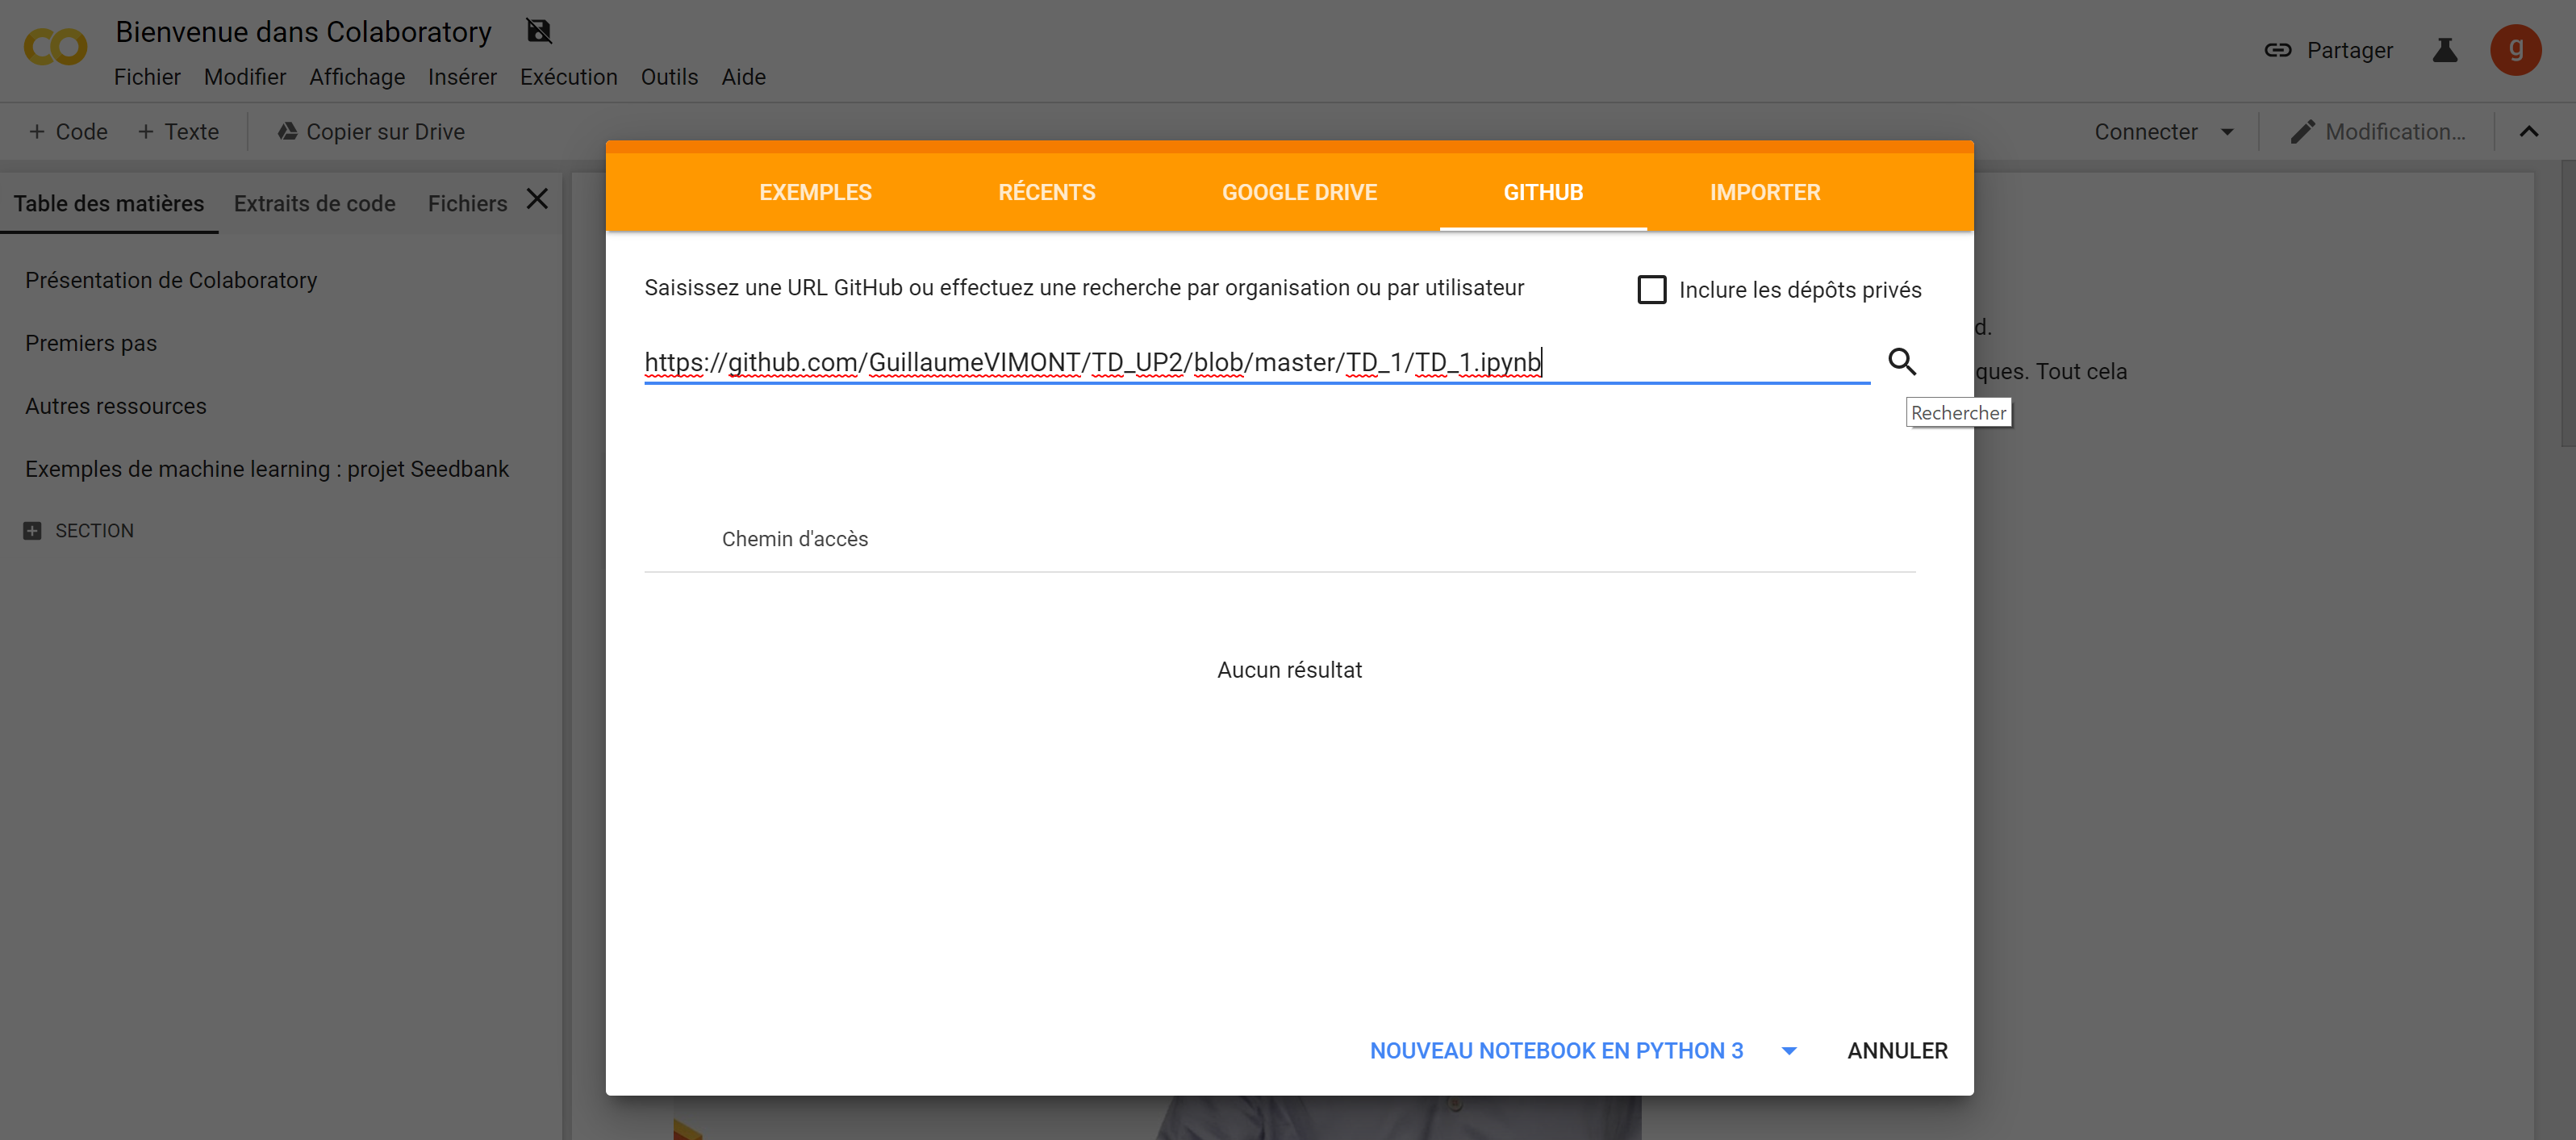 Bienvenue dans Colaboratory
Fichier Modifier Affichage Insérer Exécution Outils Aide
Partager
g
+ Code + Texte Copier sur Drive
Connecter Modification...
Table des matières Extraits de code Fichiers
Présentation de Colaboratory
Premiers pas
Autres ressources
Exemples de machine learning : projet Seedbank
SECTION
EXEMPLES RÉCENTS GOOGLE DRIVE GITHUB IMPORTER
Saisissez une URL GitHub ou effectuez une recherche par organisation ou par utilisateur
Inclure les dépôts privés
https://github.com/GuillaumeVIMONT/TD_UP2/blob/master/TD_1/TD_1.ipynb
Rechercher
Chemin d'accès
Aucun résultat
NOUVEAU NOTEBOOK EN PYTHON 3 ANNULER
d.
ques. Tout cela